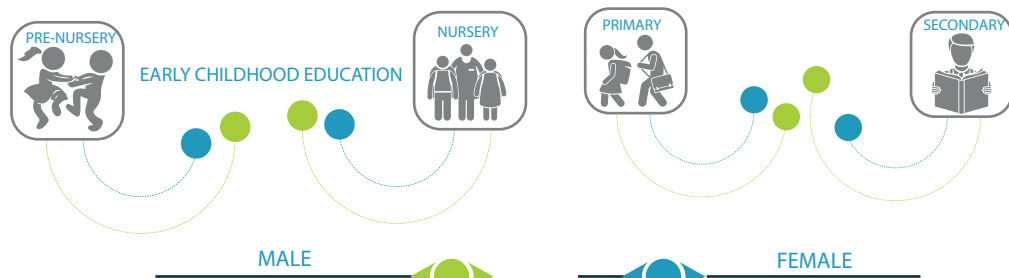 PRE-NURSERY
EARLY CHILDHOOD EDUCATION
NURSERY
PRIMARY
SECONDARY
MALE
FEMALE